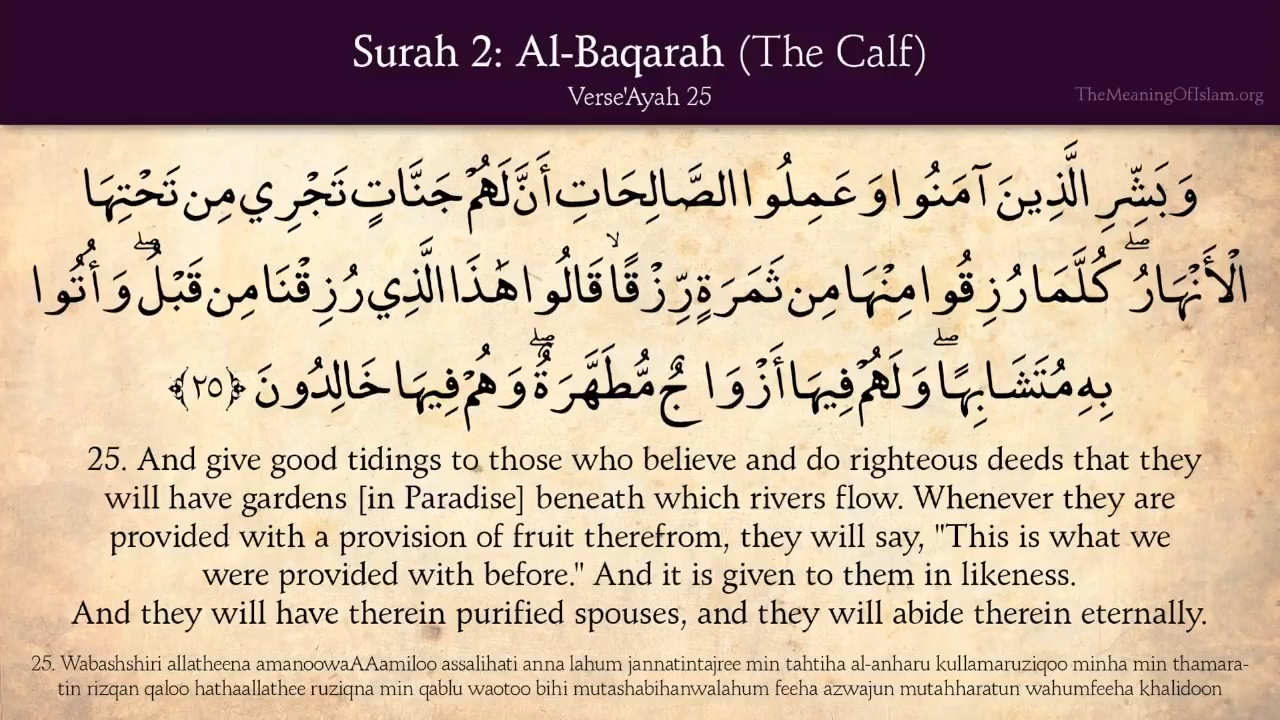 Surah 2: Al-Baqarah (The Calf)
Verse'Ayah 25
TheMeaningOfIslam.org
وَبَشِّرِ الَّذِينَ آمَنُوا وَعَمِلُوا الصَّالِحَاتِ أَنَّ لَهُمْ جَنَّاتٍ تَجْرِي مِن تَحْتِهَا
الْأَنْهَارُ ۖ كُلَّمَا رُزِقُوا مِنْهَا مِن ثَمَرَةٍ رِّزْقًا ۙ قَالُوا هَٰذَا الَّذِي رُزِقْنَا مِن قَبْلُ ۖ وَأُتُوا
بِهِ مُتَشَابِهًا ۖ وَلَهُمْ فِيهَا أَزْوَاجٌ مُّطَهَّرَةٌ ۖ وَهُمْ فِيهَا خَالِدُونَ ﴿٢٥﴾
25. And give good tidings to those who believe and do righteous deeds that they
will have gardens [in Paradise] beneath which rivers flow. Whenever they are
provided with a provision of fruit therefrom, they will say, "This is what we
were provided with before." And it is given to them in likeness.
And they will have therein purified spouses, and they will abide therein eternally.
25. Wabashshiri allatheena amanoowaAAamiloo assalihati anna lahum jannatintajree min tahtiha al-anharu kullamaruziqoo minha min thamara-
tin rizqan qaloo hathaallathee ruziqna min qablu waotoo bihi mutashabihanwalahum feeha azwajun mutahharatun wahumfeeha khalidoon